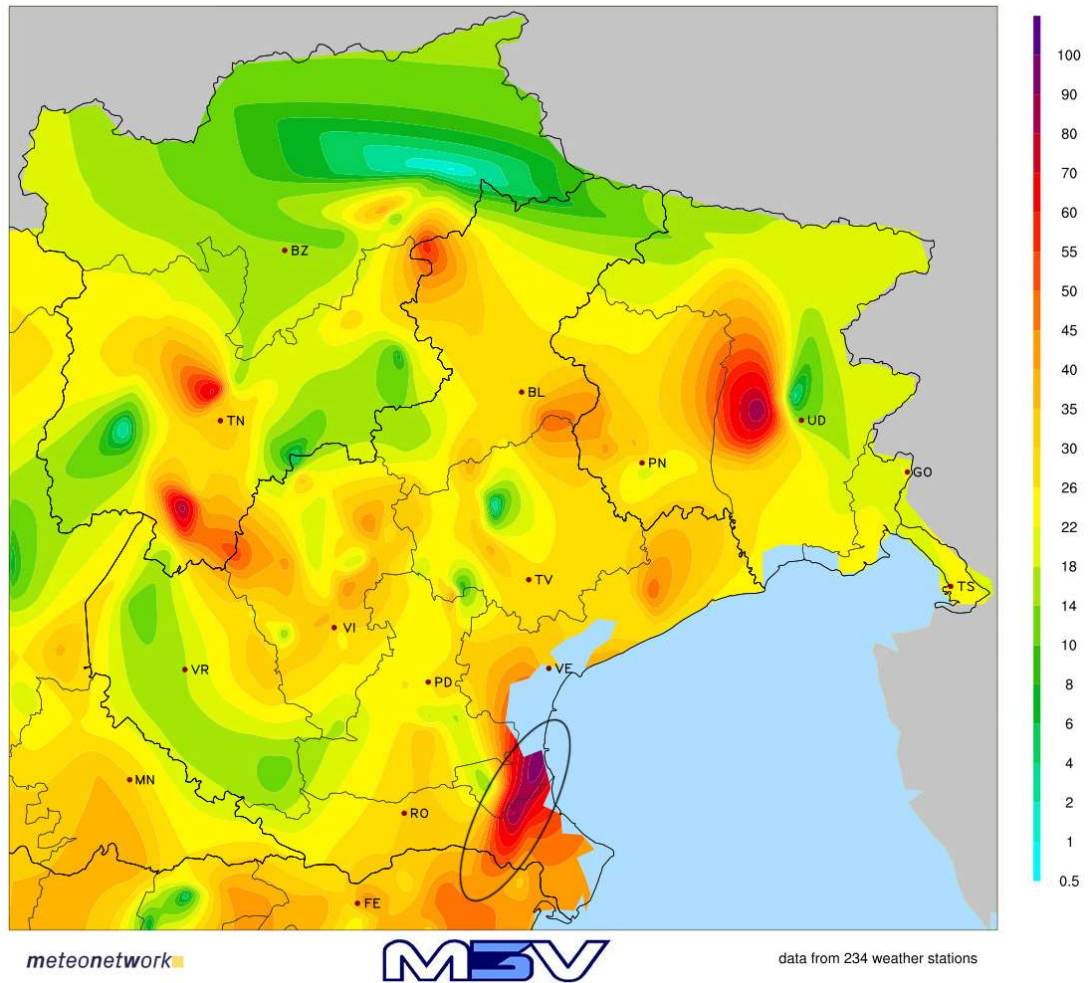 100
90
80
70
60
55
50
45
40
35
30
26
22
18
14
10
8
6
4
2
1
0.5
BZ
BL
TN
UD
PN
GO
TV
TS
VI
VE
VR
PD
MN
RO
FE
meteonetwork
M3V
data from 234 weather stations